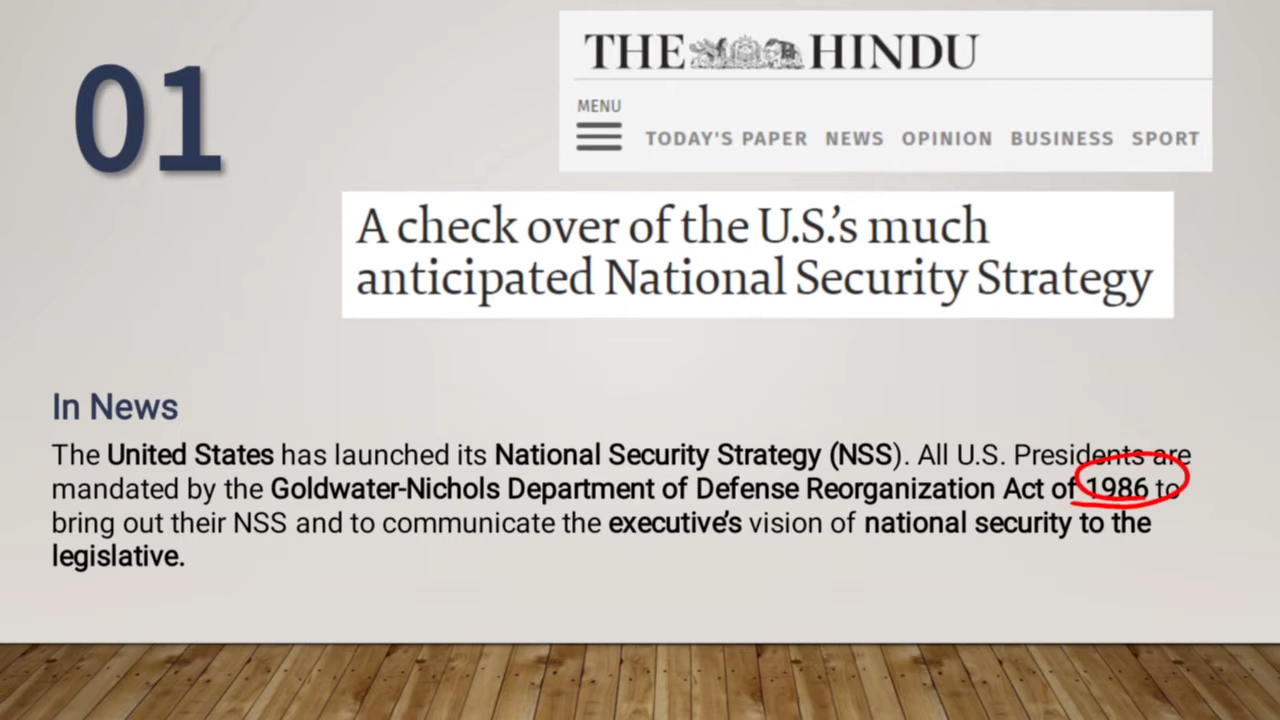 01
THE HINDU
MENU
TODAY'S PAPER NEWS OPINION BUSINESS SPORT
A check over of the U.S.'s much
anticipated National Security Strategy
In News
The United States has launched its National Security Strategy (NSS). All U.S. Presidents are
mandated by the Goldwater-Nichols Department of Defense Reorganization Act of 1986 to
bring out their NSS and to communicate the executive's vision of national security to the
legislative.